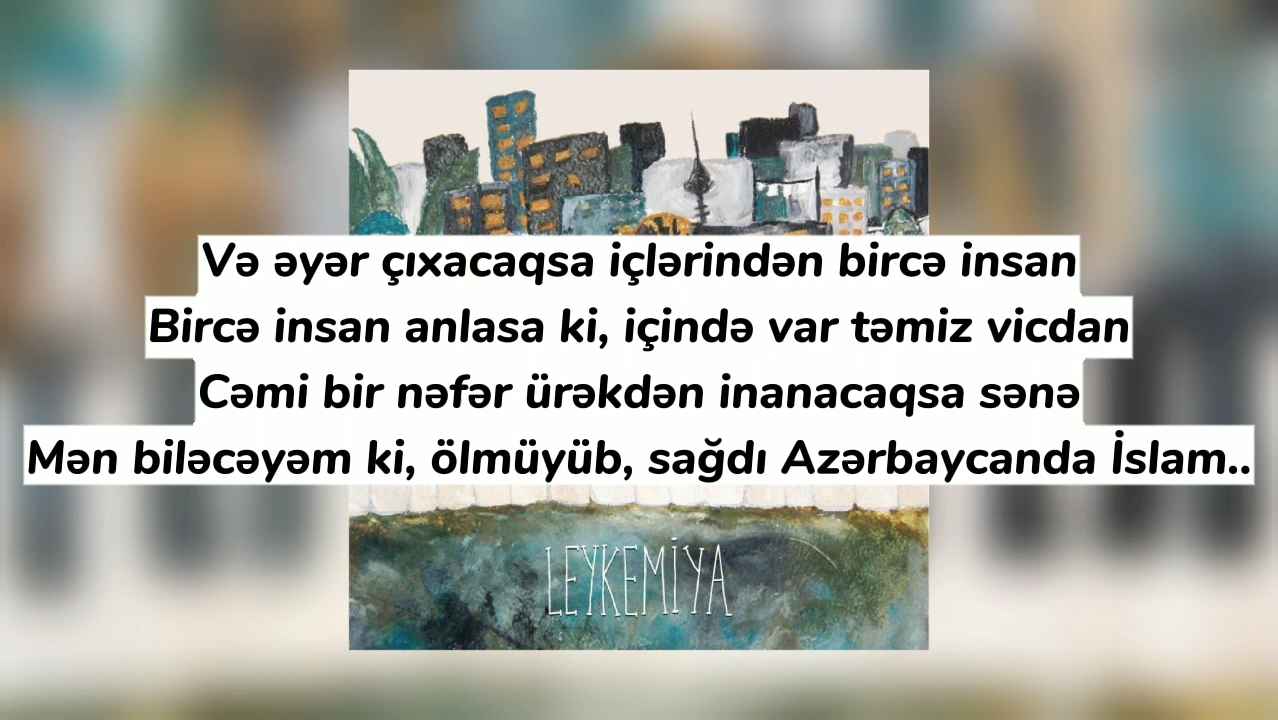 Və əyər çıxacaqsa içlərindən bircə insan
Bircə insan anlasa ki, içində var təmiz vicdan
Cəmi bir nəfər ürəkdən inanacaqsa sənə
Mən biləcəyəm ki, ölmüyüb, sağdı Azərbaycanda İslam..
LEYKEMİYA